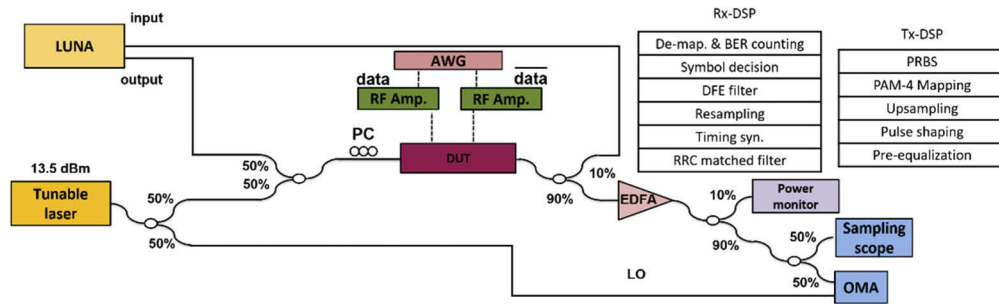 input
LUNA
output
13.5 dBm
Tunable
laser
50%
50%
50%
50%
PC
AWG
data
data
RF Amp.
RF Amp.
DUT
10%
90%
EDFA
10%
90%
Power
monitor
50%
50%
Sampling
scope
OMA
LO
Rx-DSP
De-map. & BER counting
Symbol decision
DFE filter
Resampling
Timing syn.
RRC matched filter
Tx-DSP
PRBS
PAM-4 Mapping
Upsampling
Pulse shaping
Pre-equalization